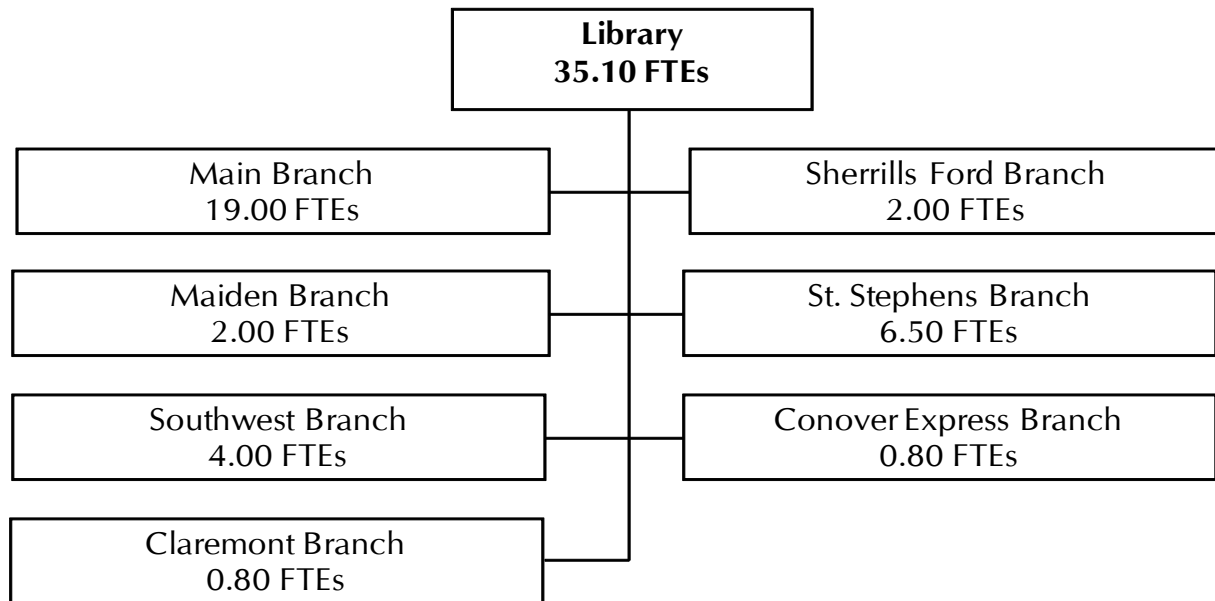 Library
35.10 FTEs
Main Branch
19.00 FTEs
Sherrills Ford Branch
2.00 FTEs
Maiden Branch
2.00 FTEs
St. Stephens Branch
6.50 FTEs
Southwest Branch
4.00 FTEs
Conover Express Branch
0.80 FTEs
Claremont Branch
0.80 FTEs